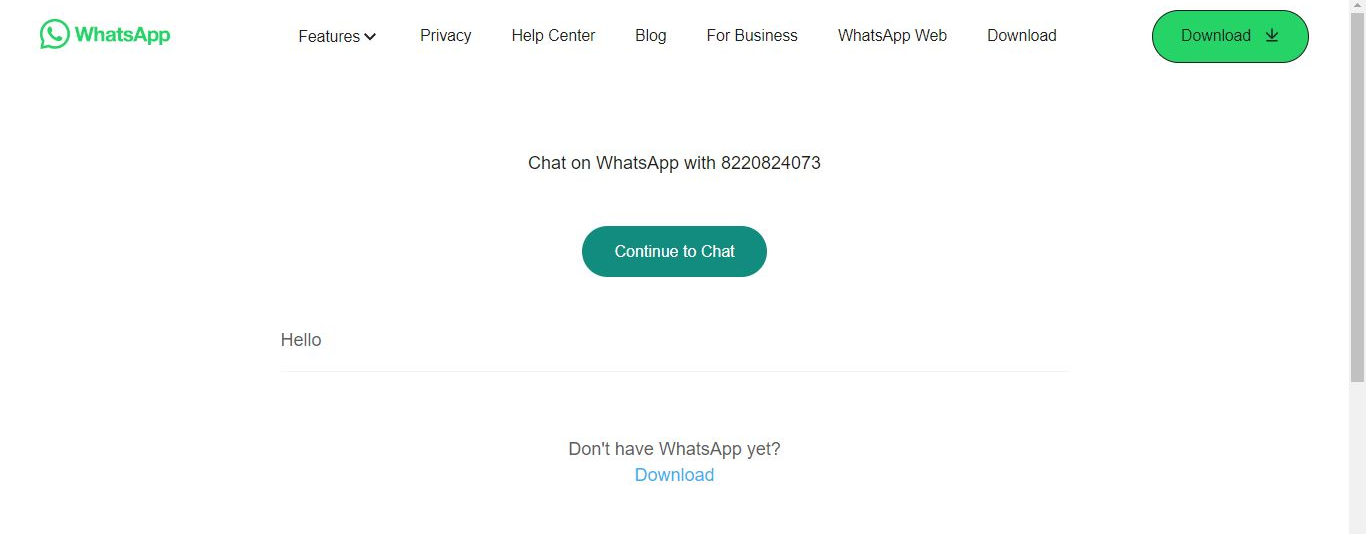 WhatsApp Features Privacy Help Center Blog For Business WhatsApp Web Download Download
Chat on WhatsApp with 8220824073
Continue to Chat
Hello
Don't have WhatsApp yet?
Download